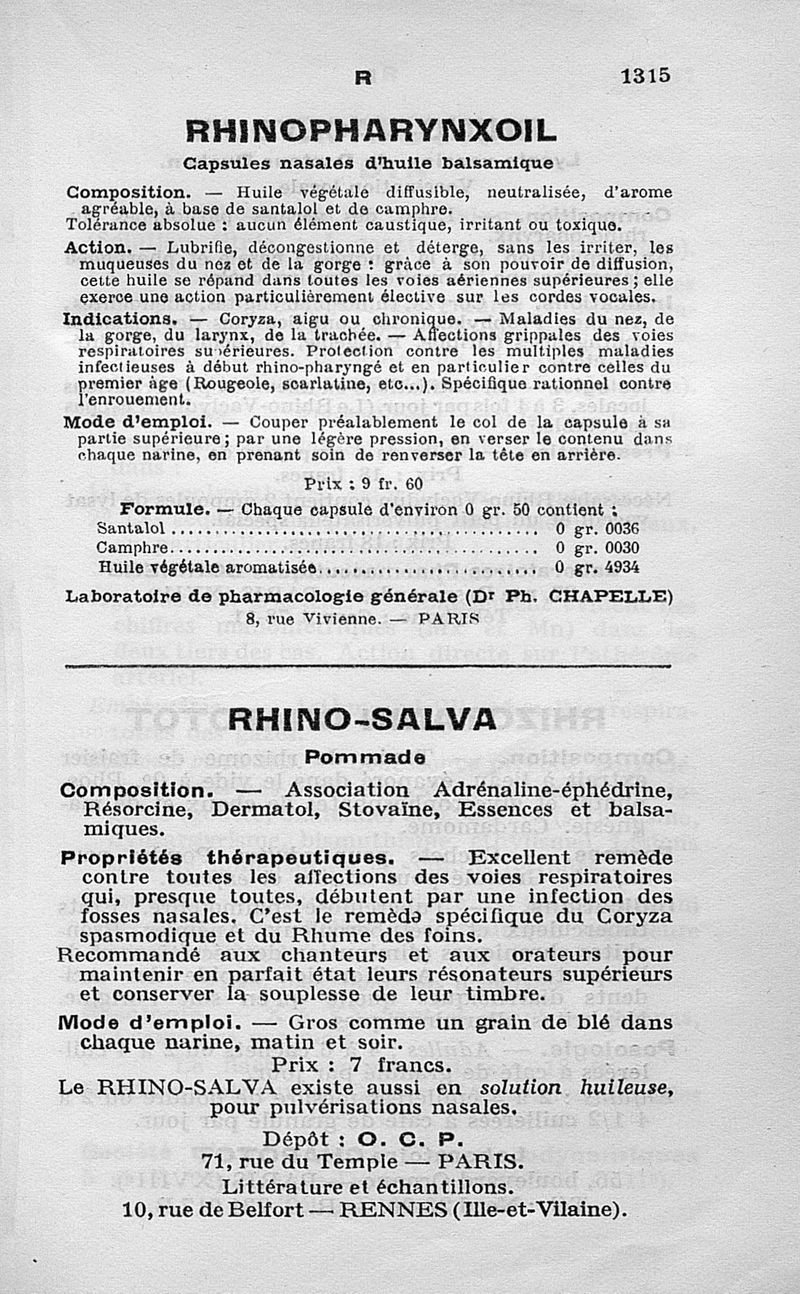 R 1315
RHINOPHARYNXOIL
Capsules nasales d'huile balsamique
Composition. — Huile végétale diffusible, neutralisée, d'arome
agréable, à base de santalol et de camphre.
Tolérance absolue : aucun élément caustique, irritant ou toxique.
Action. — Lubrifie, décongestionne et déterge, sans les irriter, les
muqueuses du nez et de la gorge : grâce à son pouvoir de diffusion,
cette huile se répand dans toutes les voies aériennes supérieures ; elle
exerce une action particulièrement élective sur les cordes vocales.
Indications. — Coryza, aigu ou chronique. — Maladies du nez, de
la gorge, du larynx, de la trachée. — Affections grippales des voies
respiratoires supérieures. Protection contre les multiples maladies
infectieuses à début rhino-pharyngé et en particulier contre celles du
premier âge (Rougeole, scarlatine, etc...). Spécifique rationnel contre
l'enrouement.
Mode d'emploi. — Couper préalablement le col de la capsule à sa
partie supérieure ; par une légère pression, en verser le contenu dans
chaque narine, en prenant soin de renverser la tête en arrière.
Prix : 9 fr. 60
Formule. — Chaque capsule d'environ 0 gr. 50 contient :
Santalol ........................................ 0 gr. 0036
Camphre........................................ 0 gr. 0030
Huile végétale aromatisée........................ 0 gr. 4934
Laboratoire de pharmacologie générale (Dr Ph. CHAPELLE)
8, rue Vivienne. — PARIS
RHINO-SALVA
Pommade
Composition. — Association Adrénaline-éphédrine,
Résorcine, Dermatol, Stovaïne, Essences et balsa-
miques.
Propriétés thérapeutiques. — Excellent remède
contre toutes les affections des voies respiratoires
qui, presque toutes, débutent par une infection des
fosses nasales. C'est le remède spécifique du Coryza
spasmodique et du Rhume des foins.
Recommandé aux chanteurs et aux orateurs pour
maintenir en parfait état leurs résonateurs supérieurs
et conserver la souplesse de leur timbre.
Mode d'emploi. — Gros comme un grain de blé dans
chaque narine, matin et soir.
Prix : 7 francs.
Le RHINO-SALVA existe aussi en solution huileuse,
pour pulvérisations nasales.
Dépôt : O. C. P.
71, rue du Temple — PARIS.
Littérature et échantillons.
10, rue de Belfort — RENNES (Ille-et-Vilaine).